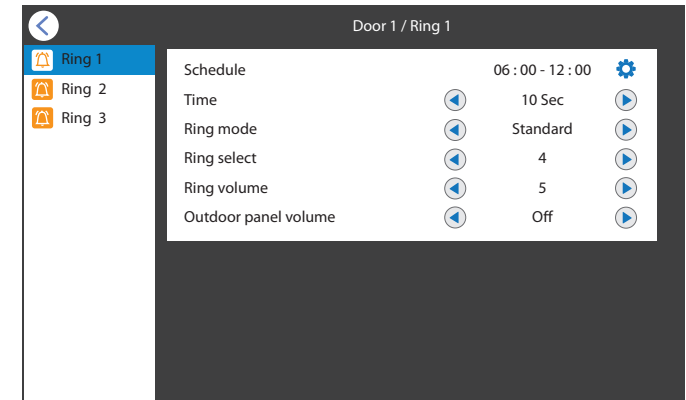 Door 1 / Ring 1
Ring 1
Ring 2
Ring 3
Schedule 06 : 00 - 12 : 00
Time 10 Sec
Ring mode Standard
Ring select 4
Ring volume 5
Outdoor panel volume Off